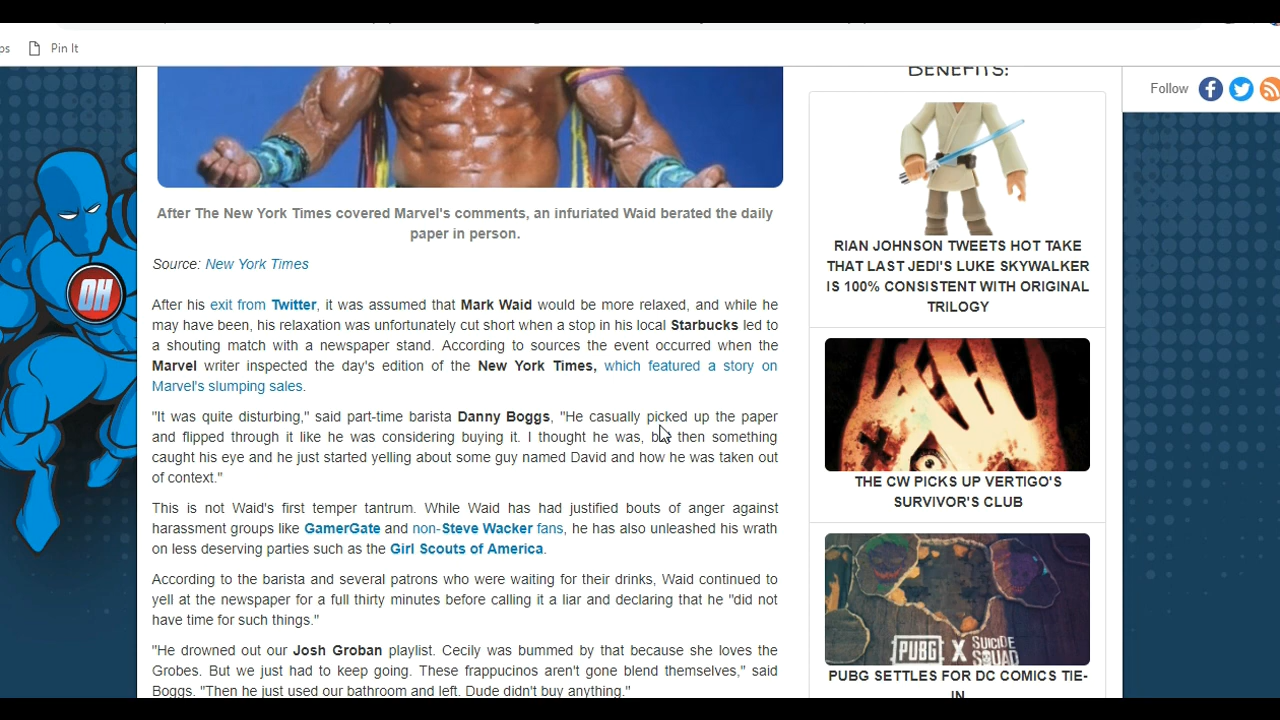 ps Pin It
BENEFITS:
Follow
After The New York Times covered Marvel's comments, an infuriated Waid berated the daily
paper in person.
Source: New York Times
After his exit from Twitter, it was assumed that Mark Waid would be more relaxed, and while he
may have been, his relaxation was unfortunately cut short when a stop in his local Starbucks led to
a shouting match with a newspaper stand. According to sources the event occurred when the
Marvel writer inspected the day's edition of the New York Times, which featured a story on
Marvel's slumping sales.
"It was quite disturbing," said part-time barista Danny Boggs, "He casually picked up the paper
and flipped through it like he was considering buying it. I thought he was, but then something
caught his eye and he just started yelling about some guy named David and how he was taken out
of context."
This is not Waid's first temper tantrum. While Waid has had justified bouts of anger against
harassment groups like GamerGate and non-Steve Wacker fans, he has also unleashed his wrath
on less deserving parties such as the Girl Scouts of America.
According to the barista and several patrons who were waiting for their drinks, Waid continued to
yell at the newspaper for a full thirty minutes before calling it a liar and declaring that he "did not
have time for such things."
"He drowned out our Josh Groban playlist. Cecily was bummed by that because she loves the
Grobes. But we just had to keep going. These frappucinos aren't gone blend themselves," said
Boggs. "Then he just used our bathroom and left. Dude didn't buy anything."
RIAN JOHNSON TWEETS HOT TAKE
THAT LAST JEDI'S LUKE SKYWALKER
IS 100% CONSISTENT WITH ORIGINAL
TRILOGY
THE CW PICKS UP VERTIGO'S
SURVIVOR'S CLUB
PUBG X SUICIDE
SQUAD
PUBG SETTLES FOR DC COMICS TIE-
IN
OH